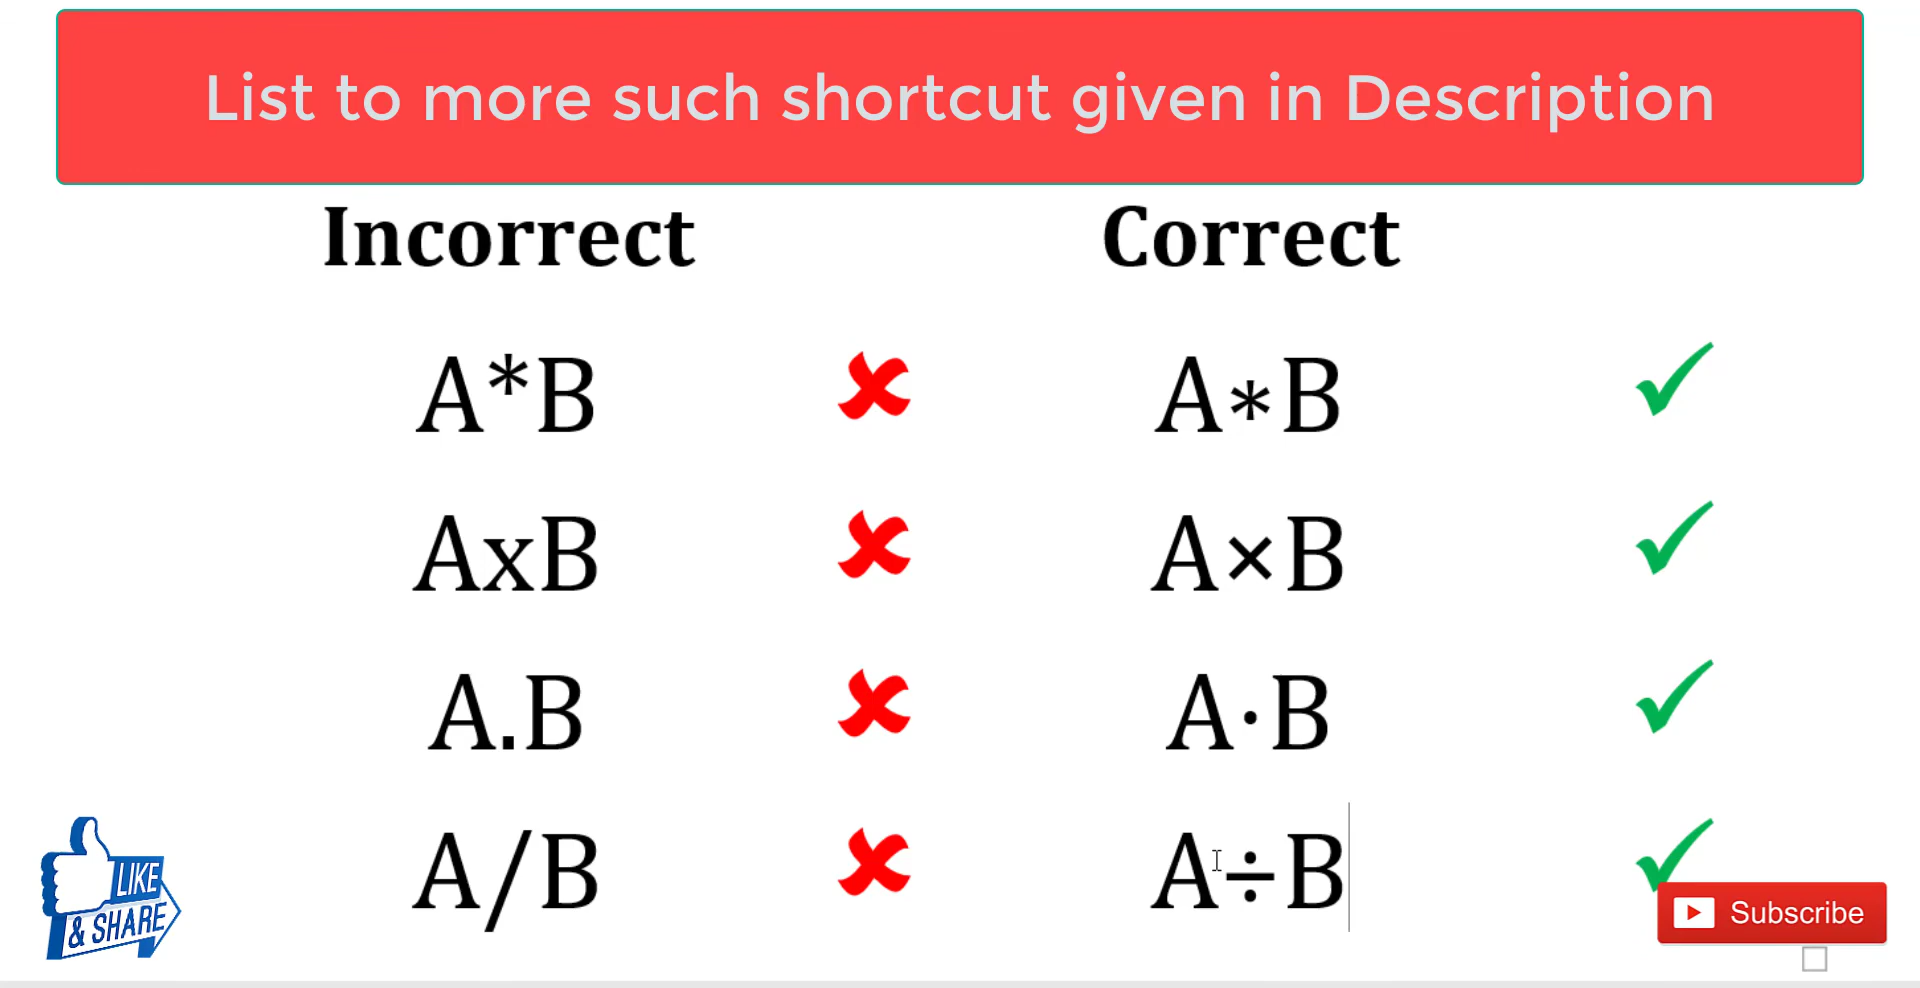 List to more such shortcut given in Description
Incorrect Correct
A*B A∗B
AxB A×B
A.B A·B
A/B A÷B
LIKE
& SHARE
Subscribe